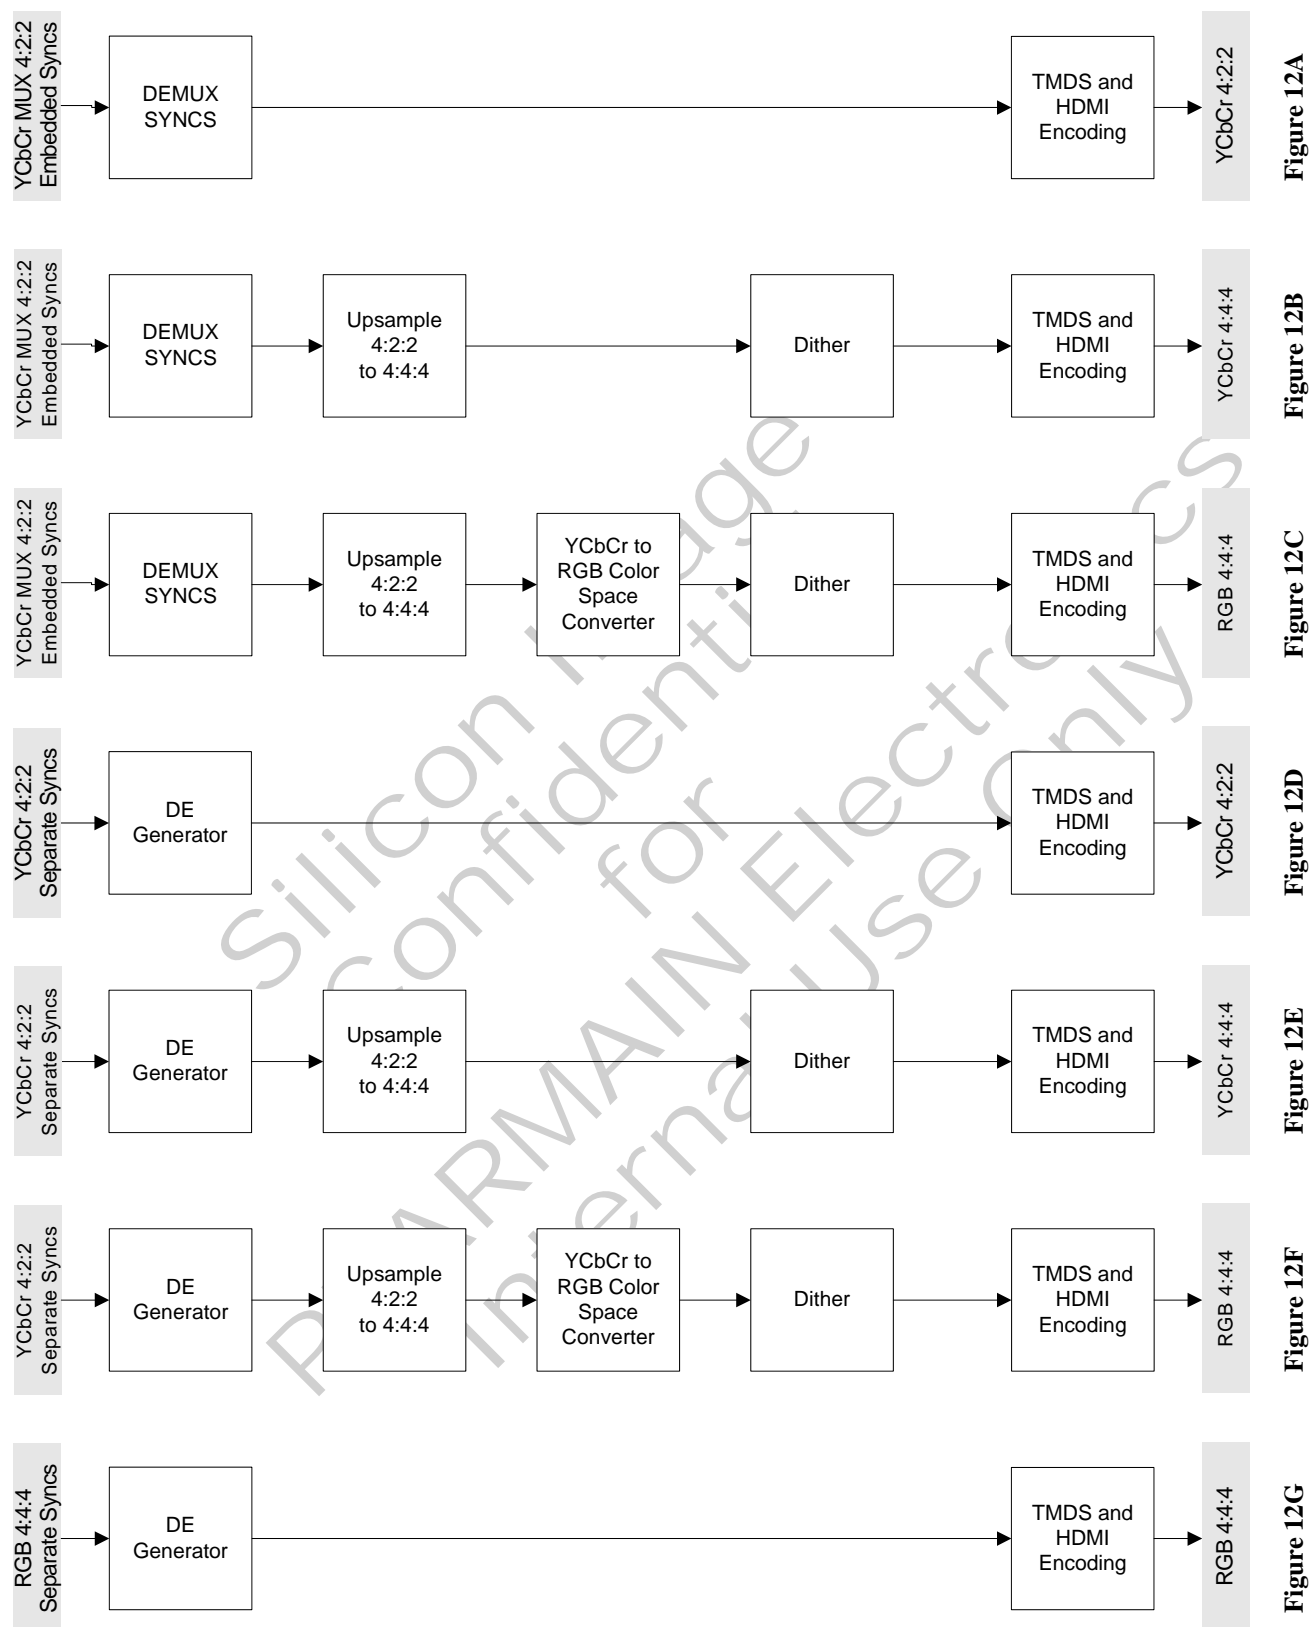 YCbCr MUX 4:2:2
Embedded Syncs
DEMUX
SYNCS
TMDS and
HDMI
Encoding
YCbCr 4:2:2
Figure 12A
YCbCr MUX 4:2:2
Embedded Syncs
DEMUX
SYNCS
Upsample
4:2:2
to 4:4:4
Dither
TMDS and
HDMI
Encoding
YCbCr 4:4:4
Figure 12B
YCbCr MUX 4:2:2
Embedded Syncs
DEMUX
SYNCS
Upsample
4:2:2
to 4:4:4
YCbCr to
RGB Color
Space
Converter
Dither
TMDS and
HDMI
Encoding
RGB 4:4:4
Figure 12C
YCbCr 4:2:2
Separate Syncs
DE
Generator
TMDS and
HDMI
Encoding
YCbCr 4:2:2
Figure 12D
YCbCr 4:2:2
Separate Syncs
DE
Generator
Upsample
4:2:2
to 4:4:4
Dither
TMDS and
HDMI
Encoding
YCbCr 4:4:4
Figure 12E
YCbCr 4:2:2
Separate Syncs
DE
Generator
Upsample
4:2:2
to 4:4:4
YCbCr to
RGB Color
Space
Converter
Dither
TMDS and
HDMI
Encoding
RGB 4:4:4
Figure 12F
RGB 4:4:4
Separate Syncs
DE
Generator
TMDS and
HDMI
Encoding
RGB 4:4:4
Figure 12G
Silicon
for
Use Only